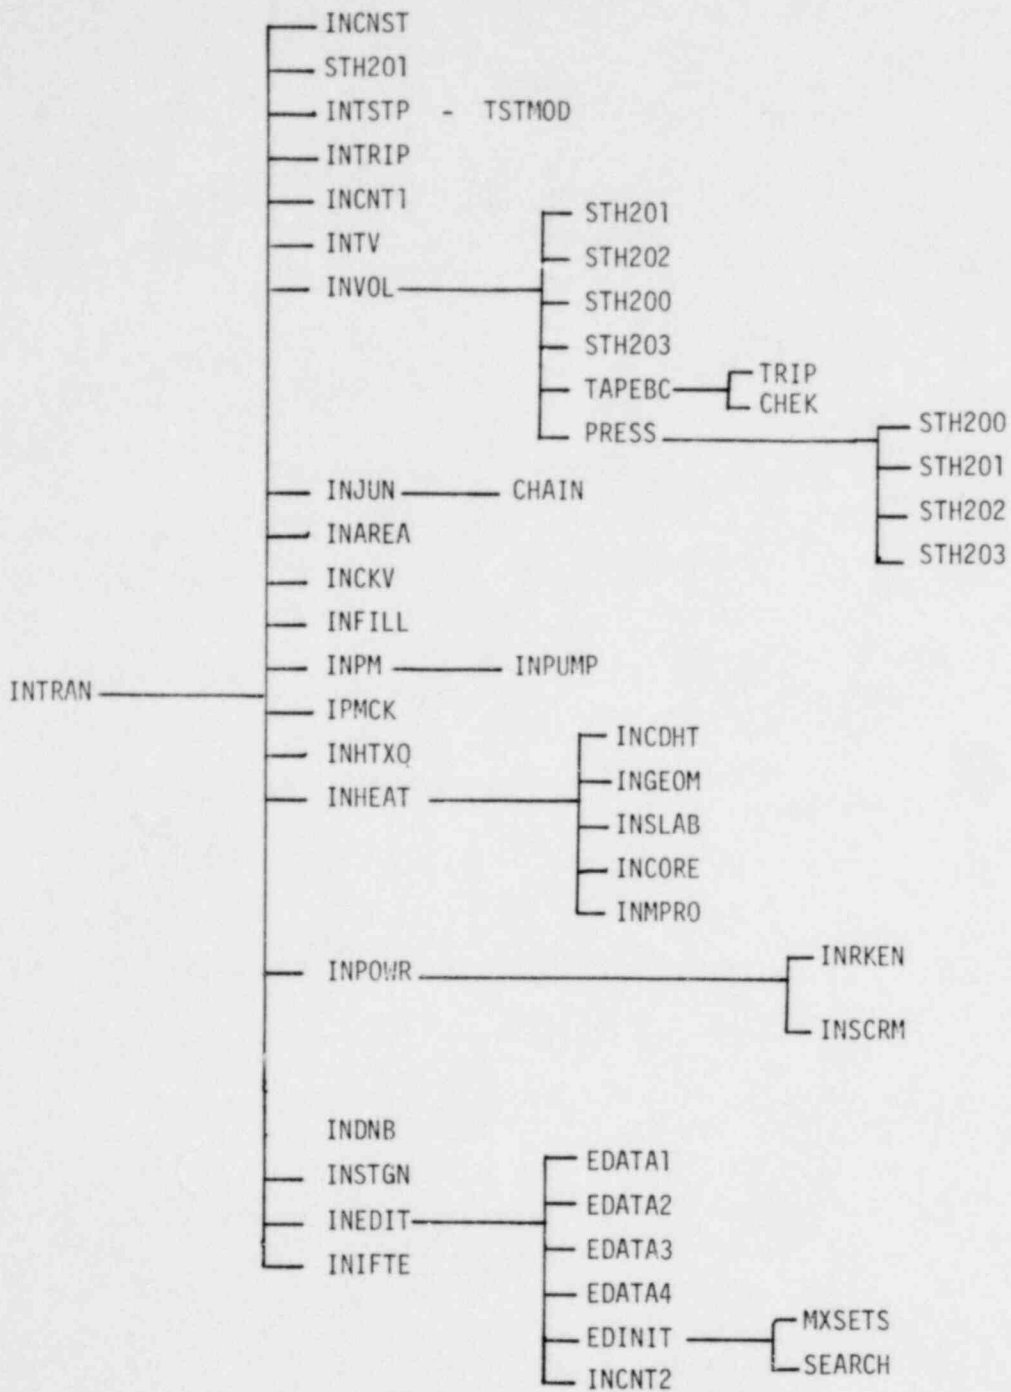 INCNST
STH201
INTSTP - TSTMOD
INTRIP
INCNT1
STH201
INTV
STH202
INVOL
STH200
STH203
TAPEBC
TRIP
CHEK
PRESS
STH200
STH201
INJUN CHAIN
STH202
INAREA
STH203
INCKV
INFILL
INPM INPUMP
INTRAN
IPMCK
INCDHT
INHTXQ
INGEOM
INHEAT
INSLAB
INCORE
INMPRO
INRKEN
INPOWR
INSCRM
INDNB
EDATA1
INSTGN
EDATA2
INEDIT
EDATA3
INIFTE
EDATA4
MXSETS
EDINIT
SEARCH
INCNT2